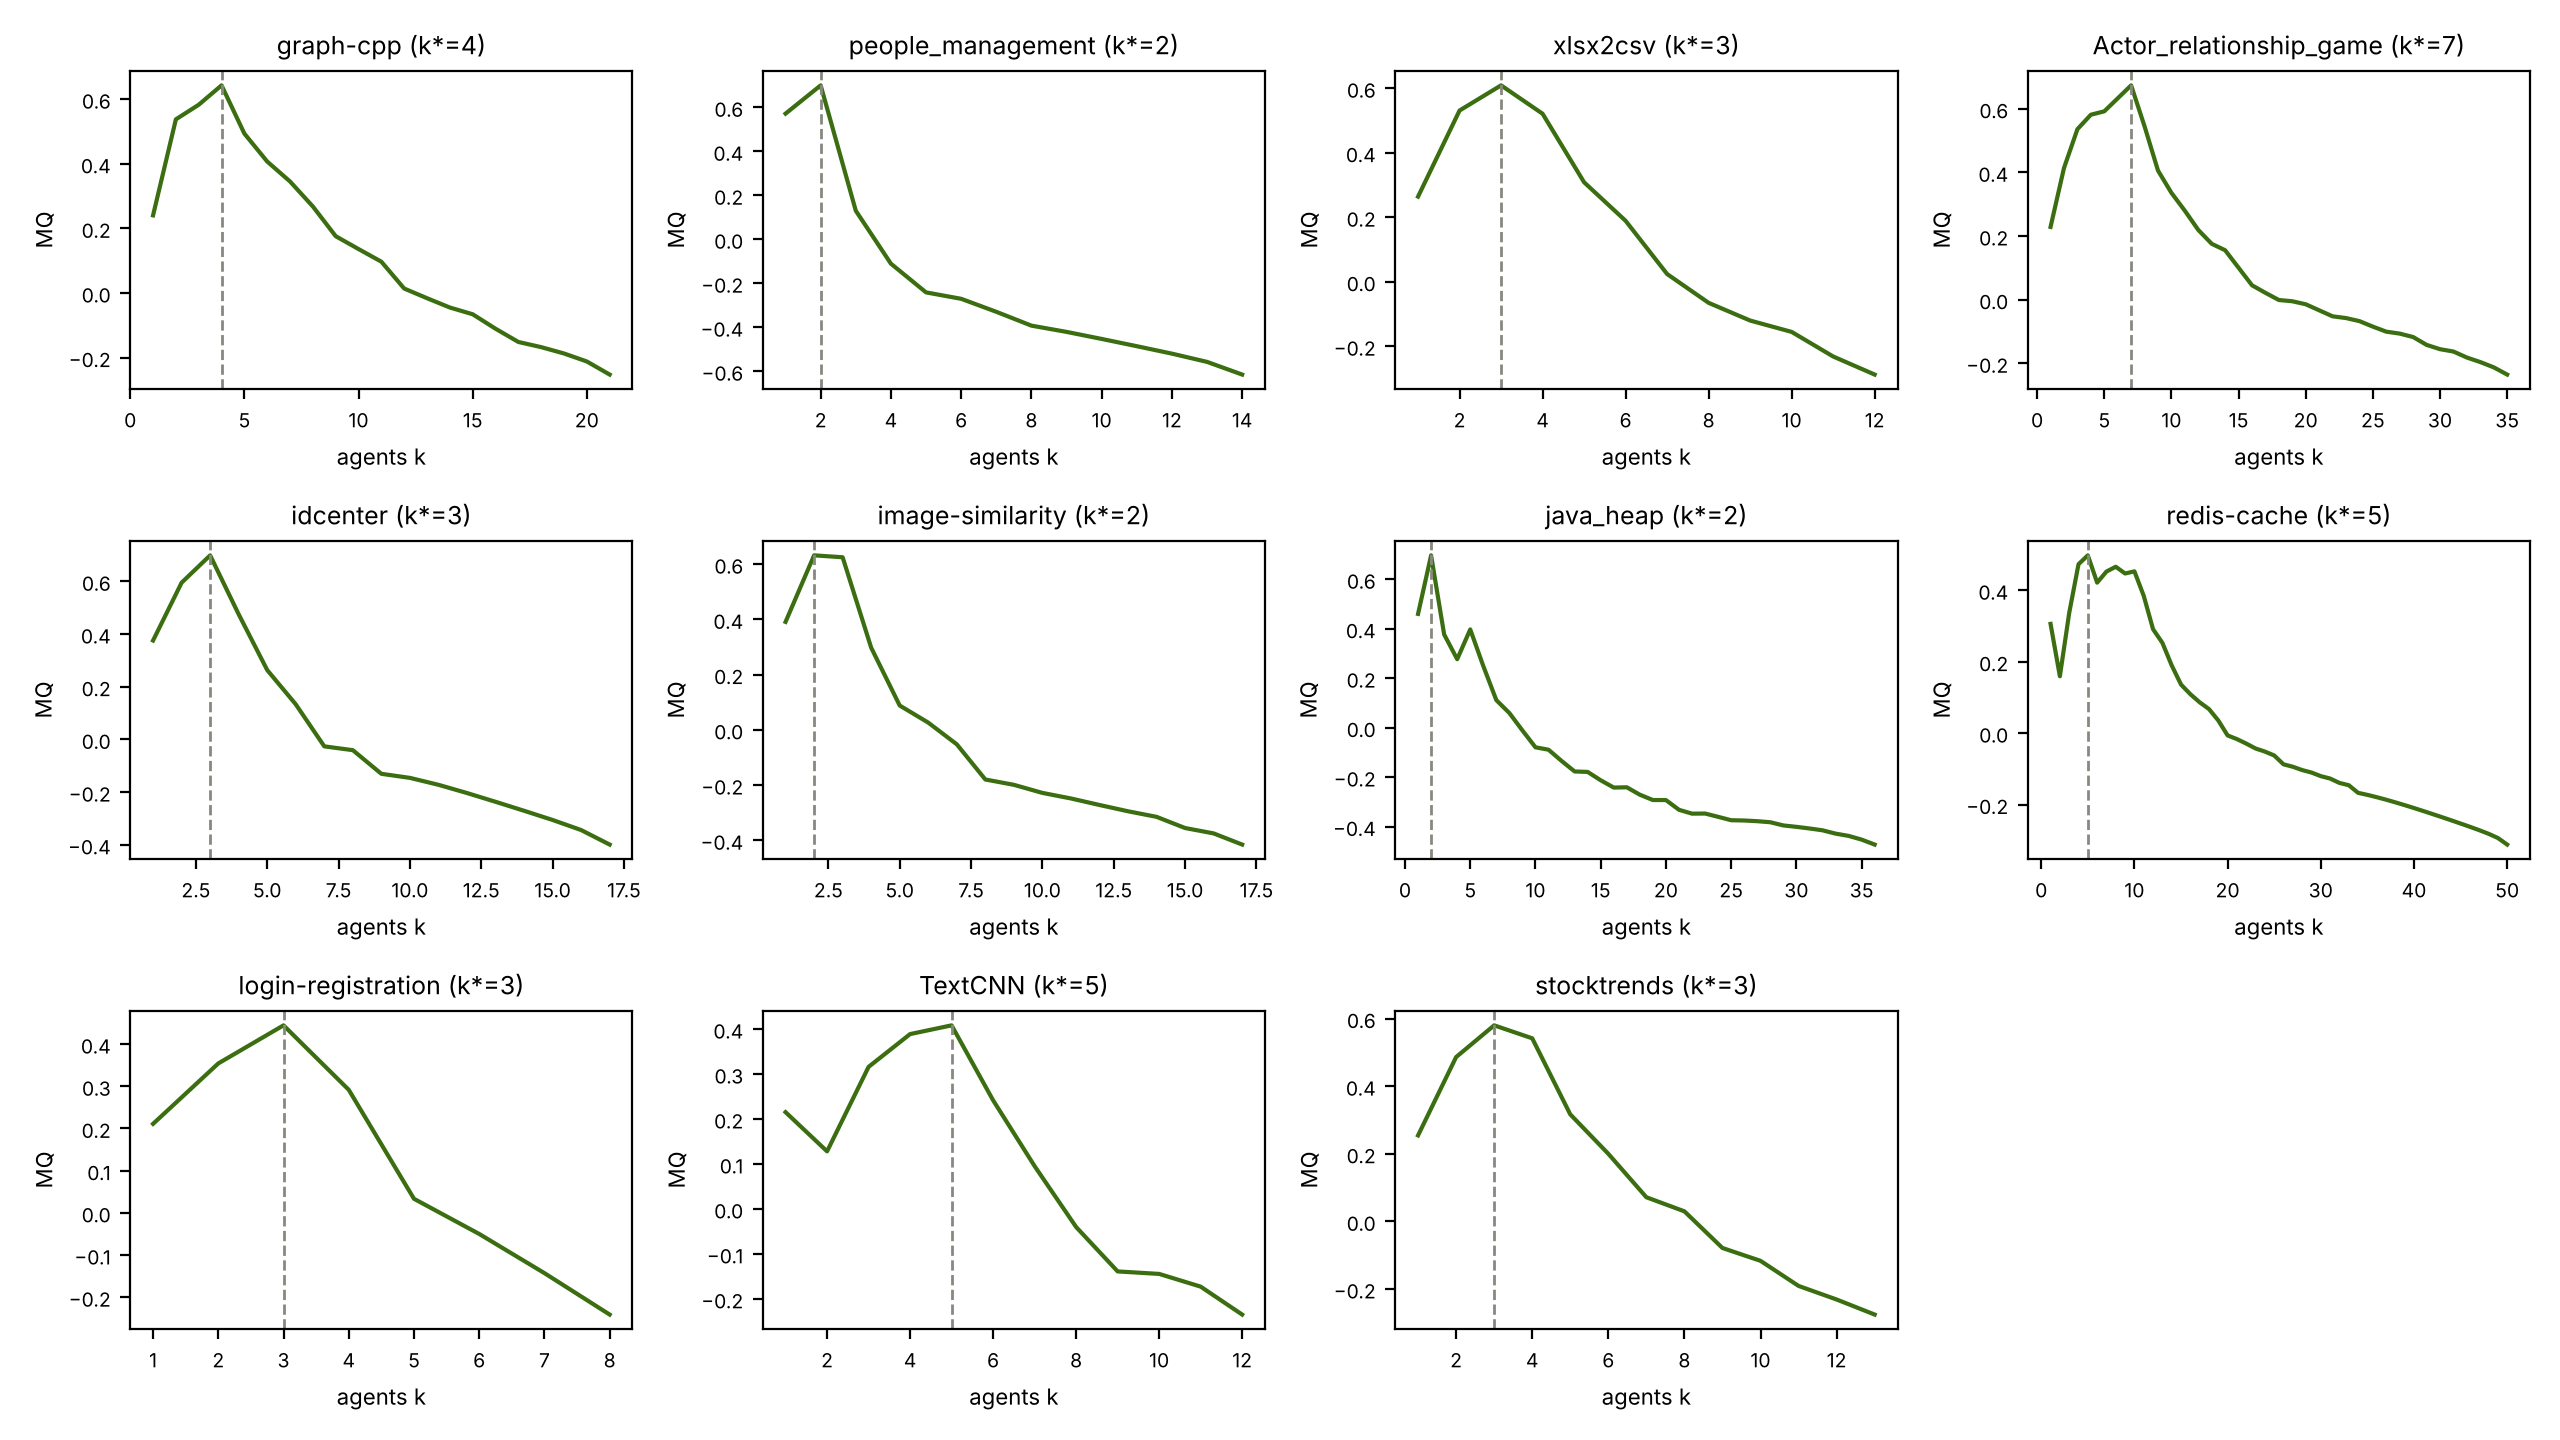 graph-cpp (k*=4)
MQ
0.6
0.4
0.2
0.0
−0.2
0 5 10 15 20
agents k
people_management (k*=2)
MQ
0.6
0.4
0.2
0.0
−0.2
−0.4
−0.6
2 4 6 8 10 12 14
agents k
xlsx2csv (k*=3)
MQ
0.6
0.4
0.2
0.0
−0.2
2 4 6 8 10 12
agents k
Actor_relationship_game (k*=7)
MQ
0.6
0.4
0.2
0.0
−0.2
0 5 10 15 20 25 30 35
agents k
idcenter (k*=3)
MQ
0.6
0.4
0.2
0.0
−0.2
−0.4
2.5 5.0 7.5 10.0 12.5 15.0 17.5
agents k
image-similarity (k*=2)
MQ
0.6
0.4
0.2
0.0
−0.2
−0.4
2.5 5.0 7.5 10.0 12.5 15.0 17.5
agents k
java_heap (k*=2)
MQ
0.6
0.4
0.2
0.0
−0.2
−0.4
0 5 10 15 20 25 30 35
agents k
redis-cache (k*=5)
MQ
0.4
0.2
0.0
−0.2
0 10 20 30 40 50
agents k
login-registration (k*=3)
MQ
0.4
0.3
0.2
0.1
0.0
−0.1
−0.2
1 2 3 4 5 6 7 8
agents k
TextCNN (k*=5)
MQ
0.4
0.3
0.2
0.1
0.0
−0.1
−0.2
2 4 6 8 10 12
agents k
stocktrends (k*=3)
MQ
0.6
0.4
0.2
0.0
−0.2
2 4 6 8 10 12
agents k